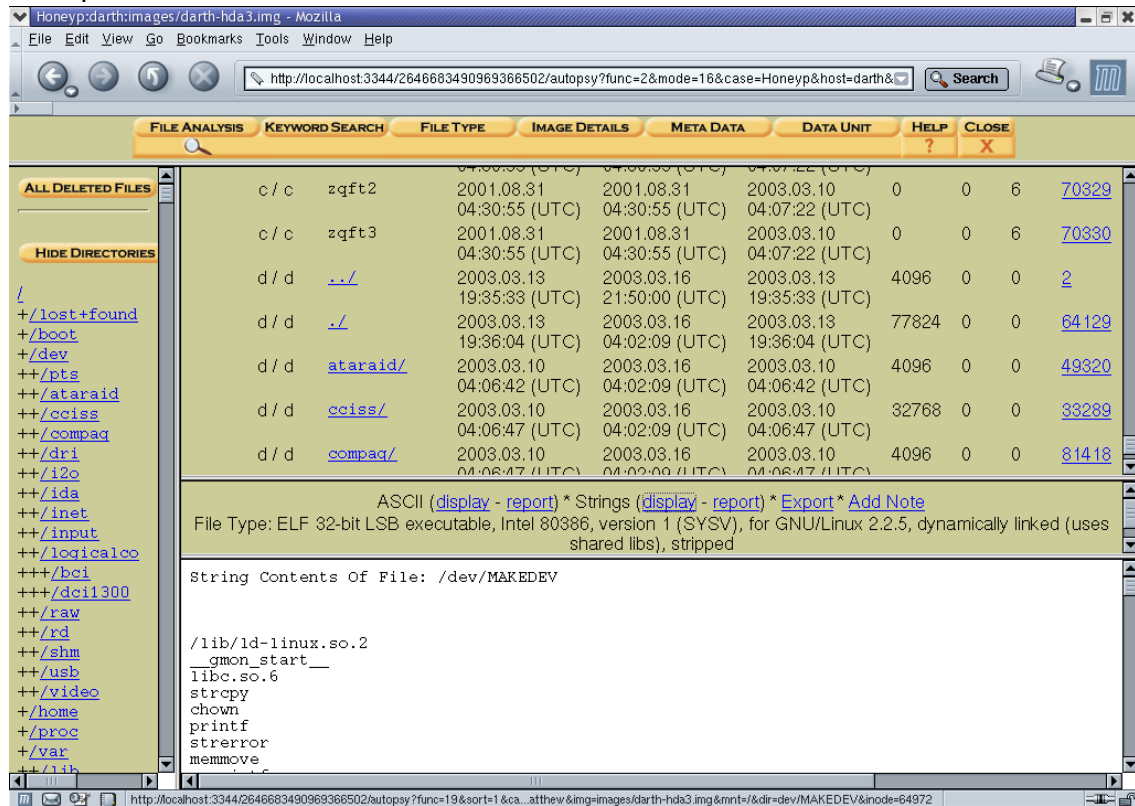 Honeyp:darth:images/darth-hda3.img - Mozilla
File Edit View Go Bookmarks Tools Window Help
http://localhost:3344/2646683490969366502/autopsy?func=2&mode=16&case=Honeyp&host=darth& Search
FILE ANALYSIS KEYWORD SEARCH FILE TYPE IMAGE DETAILS META DATA DATA UNIT HELP CLOSE
? X
ALL DELETED FILES
HIDE DIRECTORIES
/
+/lost+found
+/boot
+/dev
++/pts
++/ataraid
++/cciss
++/compaq
++/dri
++/i2o
++/ida
++/inet
++/input
++/logicalco
+++/bci
+++/dci1300
++/raw
++/rd
++/shm
++/usb
++/video
+/home
+/proc
+/var
++/lib
c / c zqft2 2001.08.31 2001.08.31 2003.03.10 0 0 6 70329
04:30:55 (UTC) 04:30:55 (UTC) 04:07:22 (UTC)
c / c zqft3 2001.08.31 2001.08.31 2003.03.10 0 0 6 70330
04:30:55 (UTC) 04:30:55 (UTC) 04:07:22 (UTC)
d / d ../ 2003.03.13 2003.03.16 2003.03.13 4096 0 0 2
19:35:33 (UTC) 21:50:00 (UTC) 19:35:33 (UTC)
d / d ./ 2003.03.13 2003.03.16 2003.03.13 77824 0 0 64129
19:36:04 (UTC) 04:02:09 (UTC) 19:36:04 (UTC)
d / d ataraid/ 2003.03.10 2003.03.16 2003.03.10 4096 0 0 49320
04:06:42 (UTC) 04:02:09 (UTC) 04:06:42 (UTC)
d / d cciss/ 2003.03.10 2003.03.16 2003.03.10 32768 0 0 33289
04:06:47 (UTC) 04:02:09 (UTC) 04:06:47 (UTC)
d / d compaq/ 2003.03.10 2003.03.16 2003.03.10 4096 0 0 81418
04:06:47 (UTC) 04:02:09 (UTC) 04:06:47 (UTC)
ASCII (display - report) * Strings (display - report) * Export * Add Note
File Type: ELF 32-bit LSB executable, Intel 80386, version 1 (SYSV), for GNU/Linux 2.2.5, dynamically linked (uses
shared libs), stripped
String Contents Of File: /dev/MAKEDEV
/lib/ld-linux.so.2
__gmon_start__
libc.so.6
strcpy
chown
printf
strerror
memmove
http://localhost:3344/2646683490969366502/autopsy?func=19&sort=1&ca...atthew&img=images/darth-hda3.img&mnt=/&dir=dev/MAKEDEV&inode=64972